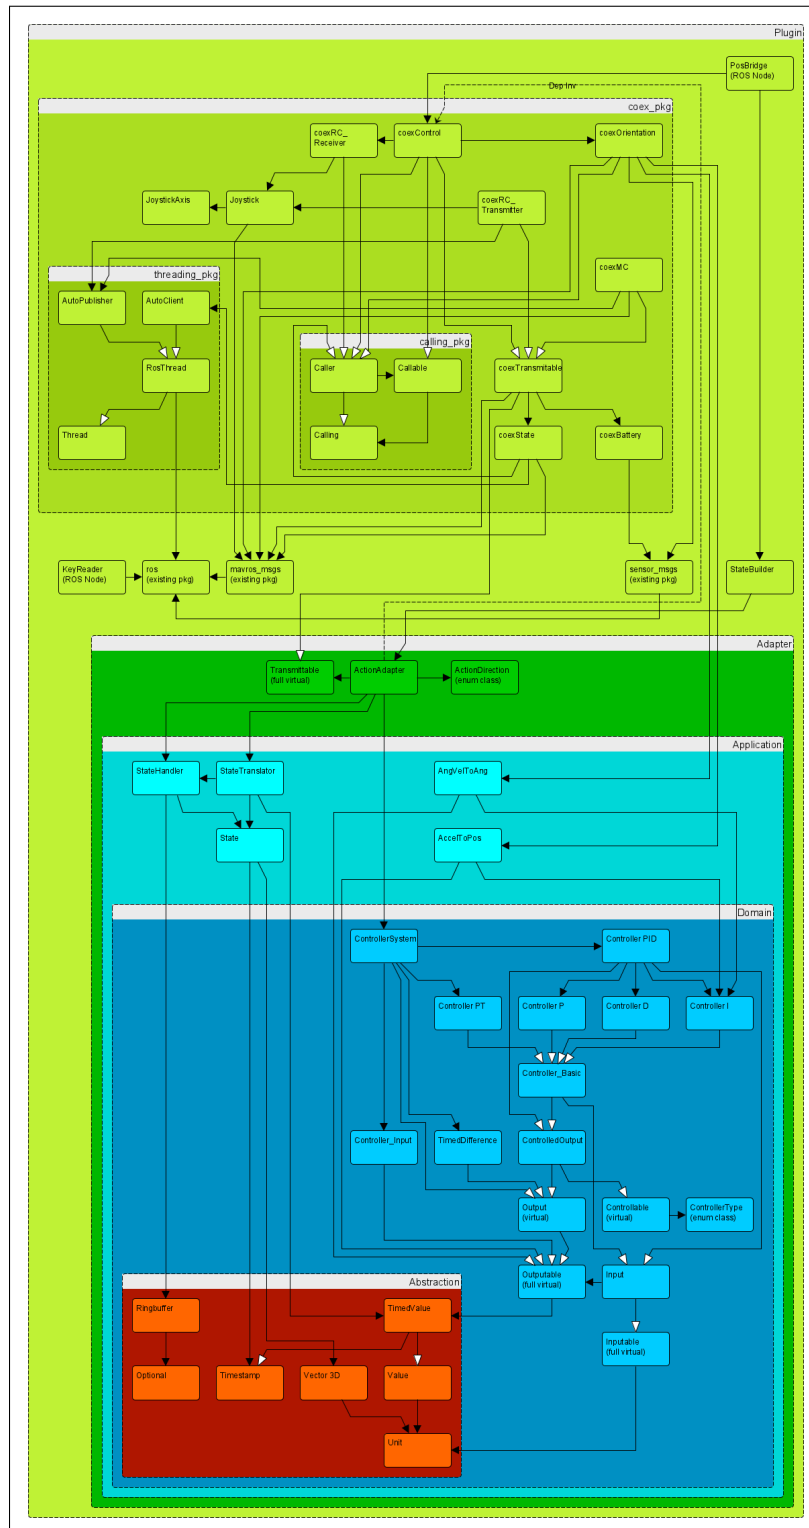 Plugin
PosBridge
(ROS Node)
Dep Inv
coex_pkg
coexRC_
Receiver
coexControl
coexOrientation
JoystickAxis
Joystick
coexRC_
Transmitter
coexMC
threading_pkg
AutoPublisher
AutoClient
calling_pkg
RosThread
Caller
Callable
coexTransmitable
Thread
Calling
coexState
coexBattery
KeyReader
(ROS Node)
ros
(existing pkg)
mavros_msgs
(existing pkg)
sensor_msgs
(existing pkg)
StateBuilder
Adapter
Transmittable
(full virtual)
ActionAdapter
ActionDirection
(enum class)
Application
StateHandler
StateTranslator
AngVelToAng
State
AccelToPos
Domain
ControllerSystem
Controller PID
Controller PT
Controller P
Controller D
Controller I
Controller_Basic
Controller_Input
TimedDifference
ControlledOutput
Output
(virtual)
Controllable
(virtual)
ControllerType
(enum class)
Outputable
(full virtual)
Input
Abstraction
Ringbuffer
TimedValue
Inputable
(full virtual)
Optional
Timestamp
Vector 3D
Value
Unit